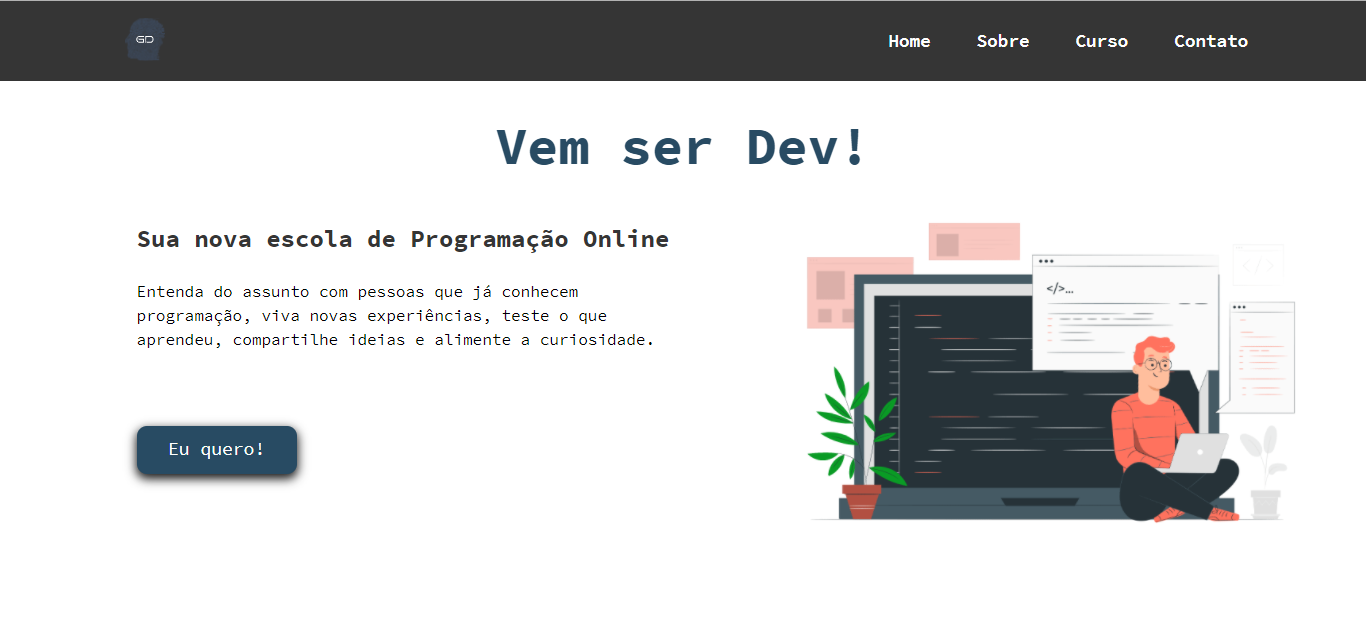 GD
Home Sobre Curso Contato
Vem ser Dev!
Sua nova escola de Programação Online
Entenda do assunto com pessoas que já conhecem
programação, viva novas experiências, teste o que
aprendeu, compartilhe ideias e alimente a curiosidade.
</>...
</>
Eu quero!